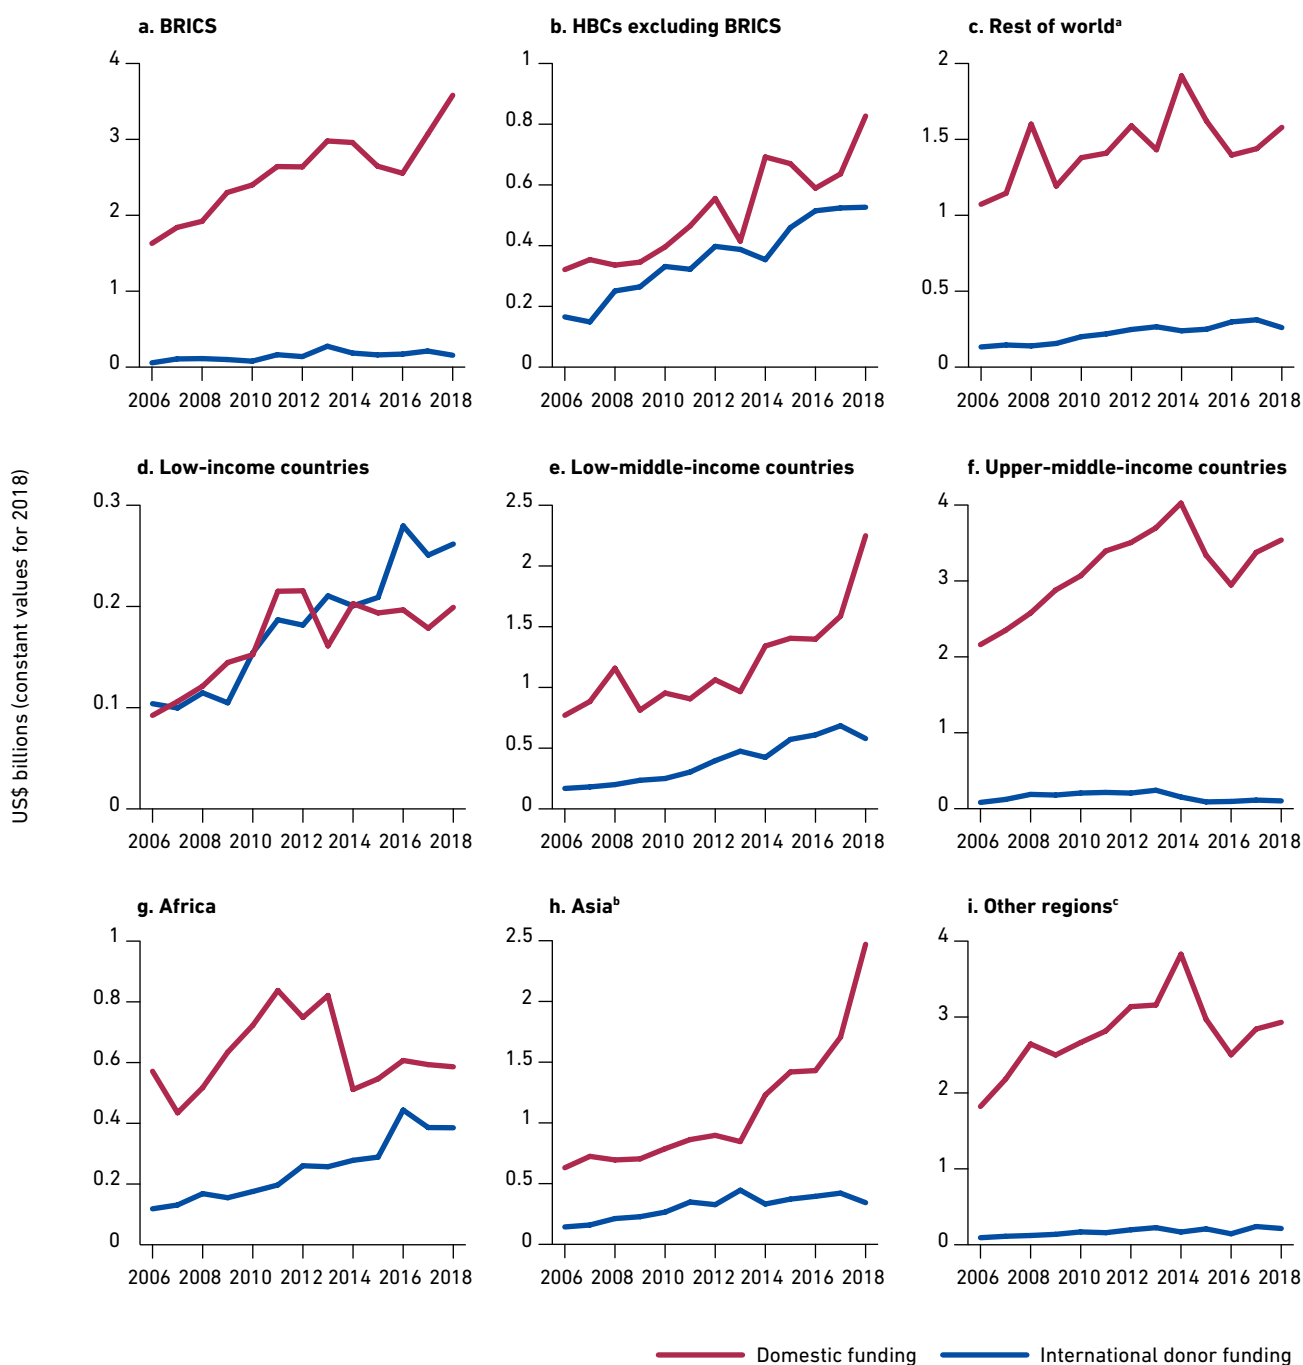 a. BRICS
4
3
2
1
0
2006 2008 2010 2012 2014 2016 2018
b. HBCs excluding BRICS
1
0.8
0.6
0.4
0.2
0
2006 2008 2010 2012 2014 2016 2018
c. Rest of worldᵃ
2
1.5
1
0.5
0
2006 2008 2010 2012 2014 2016 2018
US$ billions (constant values for 2018)
d. Low-income countries
0.3
0.2
0.1
0
2006 2008 2010 2012 2014 2016 2018
e. Low-middle-income countries
2.5
2
1.5
1
0.5
0
2006 2008 2010 2012 2014 2016 2018
f. Upper-middle-income countries
4
3
2
1
0
2006 2008 2010 2012 2014 2016 2018
g. Africa
1
0.8
0.6
0.4
0.2
0
2006 2008 2010 2012 2014 2016 2018
h. Asiaᵇ
2.5
2
1.5
1
0.5
0
2006 2008 2010 2012 2014 2016 2018
i. Other regionsᶜ
4
3
2
1
0
2006 2008 2010 2012 2014 2016 2018
Domestic funding
International donor funding